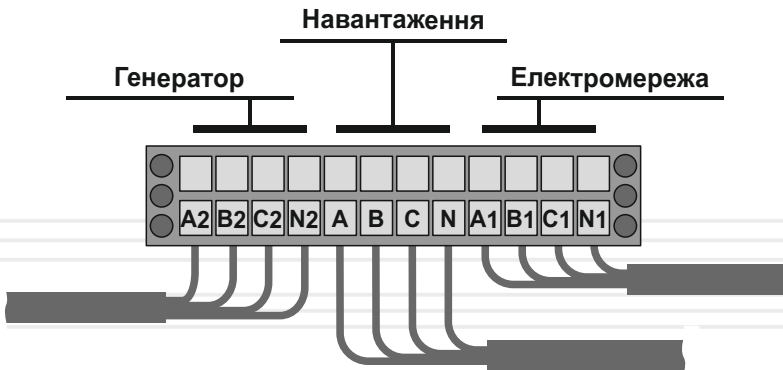 Навантаження
Генератор
Електромережа
A2 B2 C2 N2 A B C N A1 B1 C1 N1